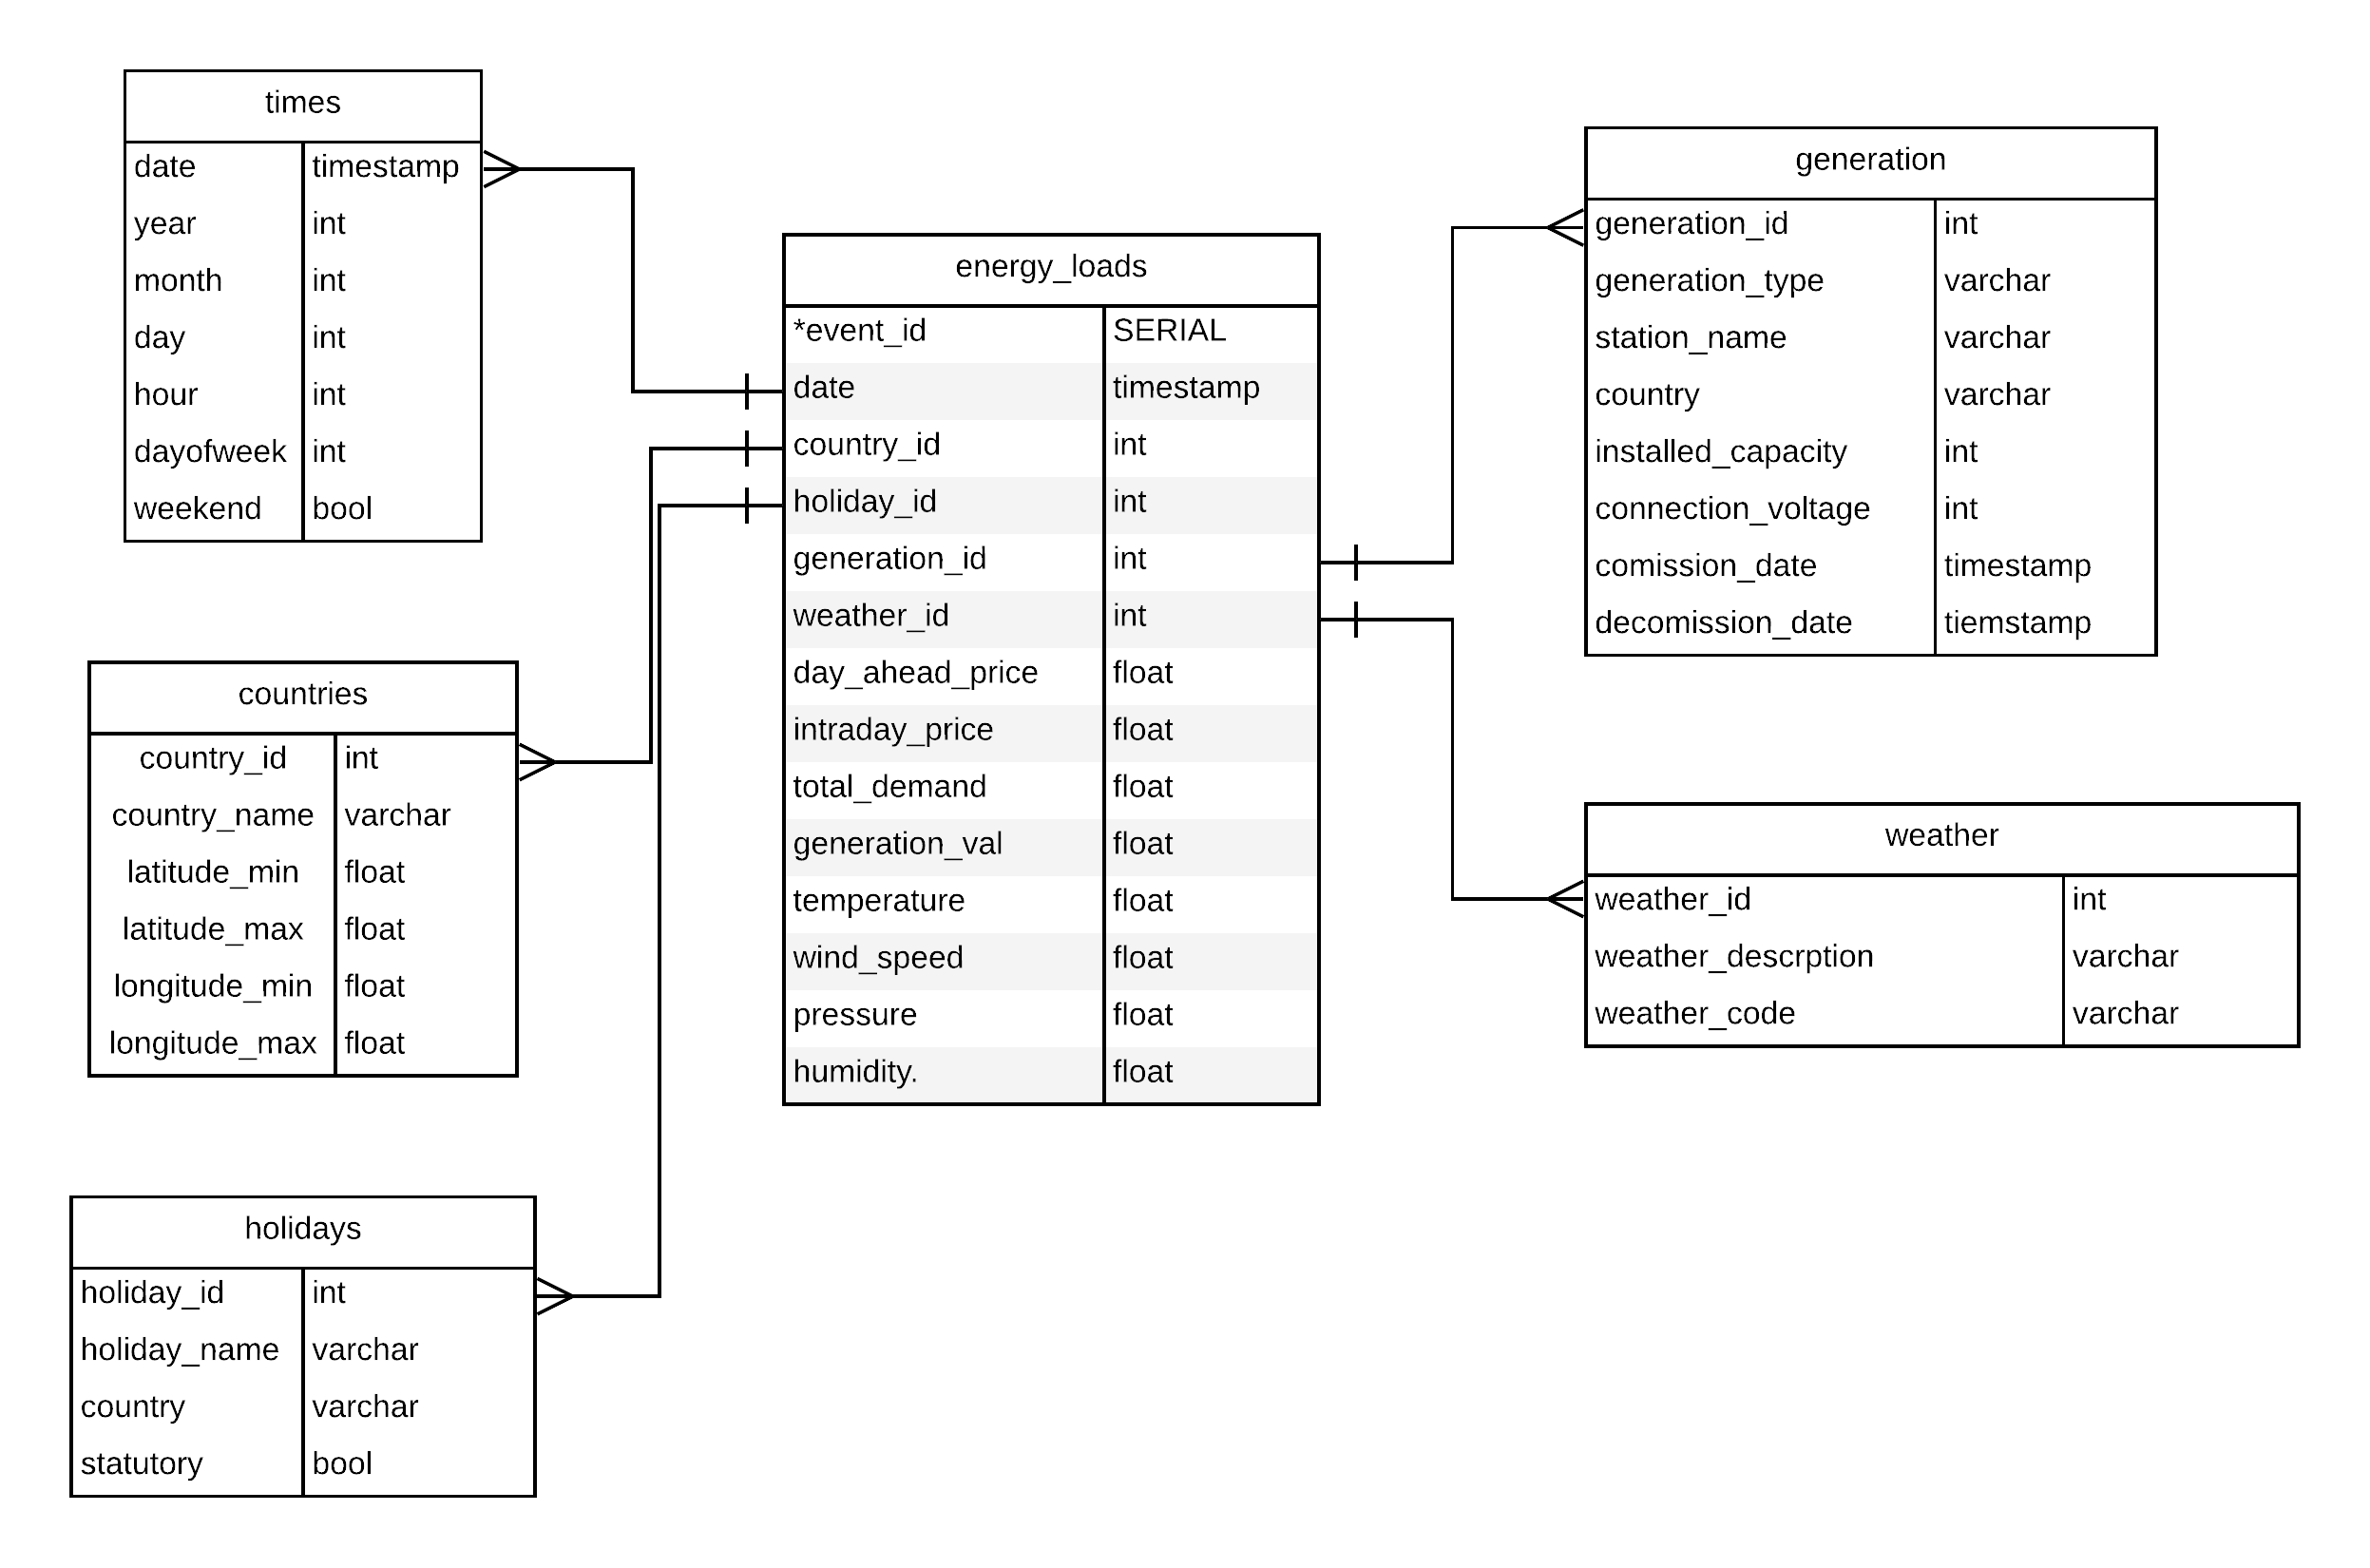 times
date timestamp
year int
month int
day int
hour int
dayofweek int
weekend bool
countries
country_id int
country_name varchar
latitude_min float
latitude_max float
longitude_min float
longitude_max float
holidays
holiday_id int
holiday_name varchar
country varchar
statutory bool
energy_loads
*event_id SERIAL
date timestamp
country_id int
holiday_id int
generation_id int
weather_id int
day_ahead_price float
intraday_price float
total_demand float
generation_val float
temperature float
wind_speed float
pressure float
humidity. float
generation
generation_id int
generation_type varchar
station_name varchar
country varchar
installed_capacity int
connection_voltage int
comission_date timestamp
decomission_date tiemstamp
weather
weather_id int
weather_descrption varchar
weather_code varchar